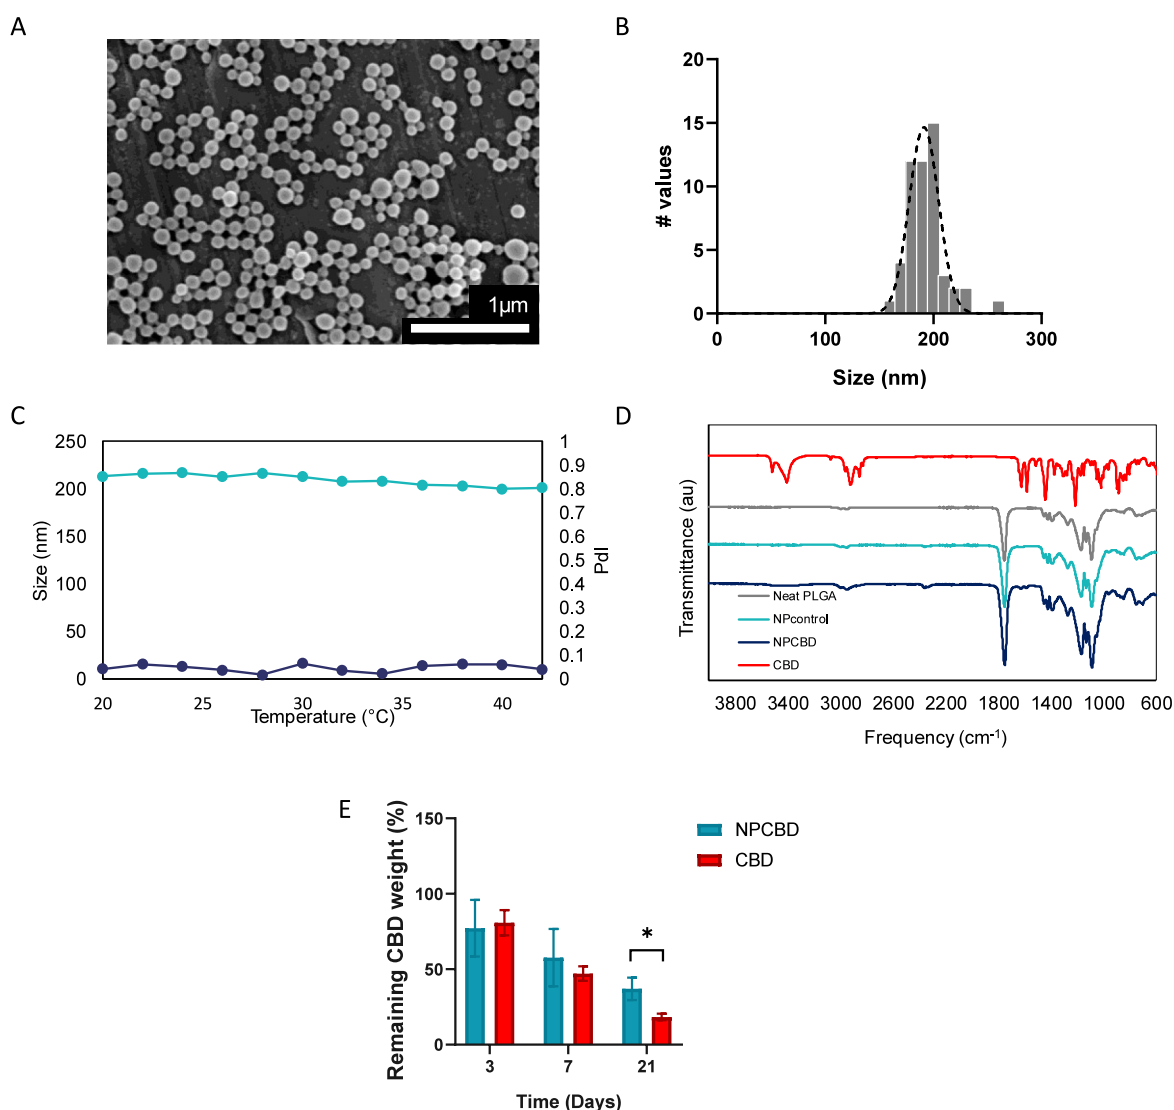 A
1µm
B
20
15
10
5
0
# values
0 100 200 300
Size (nm)
C
250
200
150
100
50
0
Size (nm)
1
0.9
0.8
0.7
0.6
0.5
0.4
0.3
0.2
0.1
0
PdI
20 25 30 35 40
Temperature (°C)
D
Transmittance (au)
Neat PLGA
NPcontrol
NPCBD
CBD
3800 3400 3000 2600 2200 1800 1400 1000 600
Frequency (cm-1)
E
Remaining CBD weight (%)
150
100
50
0
*
3 7 21
Time (Days)
NPCBD
CBD